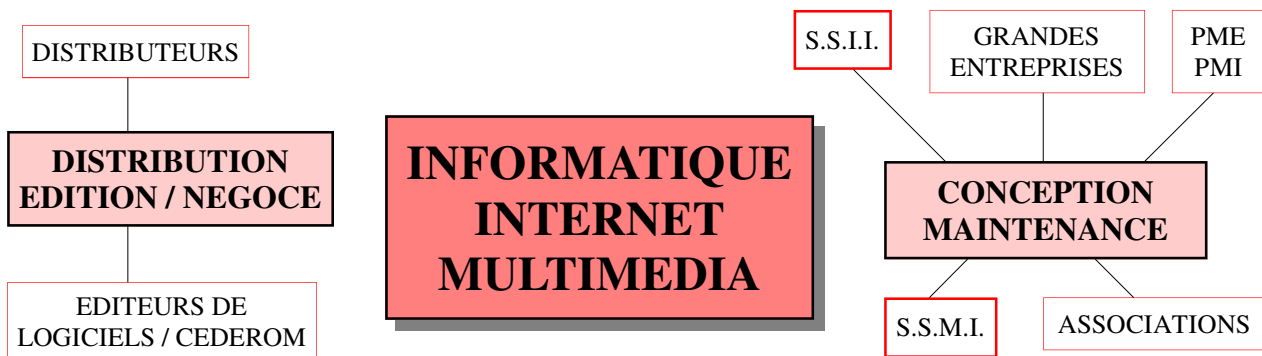 DISTRIBUTEURS
DISTRIBUTION
EDITION / NEGOCE
EDITEURS DE
LOGICIELS / CEDEROM
INFORMATIQUE
INTERNET
MULTIMEDIA
S.S.I.I.
GRANDES
ENTREPRISES
PME
PMI
CONCEPTION
MAINTENANCE
S.S.M.I.
ASSOCIATIONS